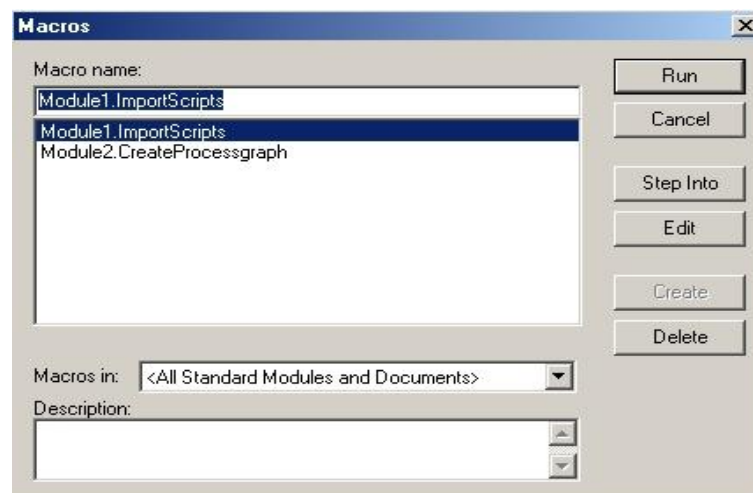 Macros
Macro name:
Module1.ImportScripts
Module1.ImportScripts
Module2.CreateProcessgraph
Run
Cancel
Step Into
Edit
Create
Delete
Macros in: <All Standard Modules and Documents>
Description: